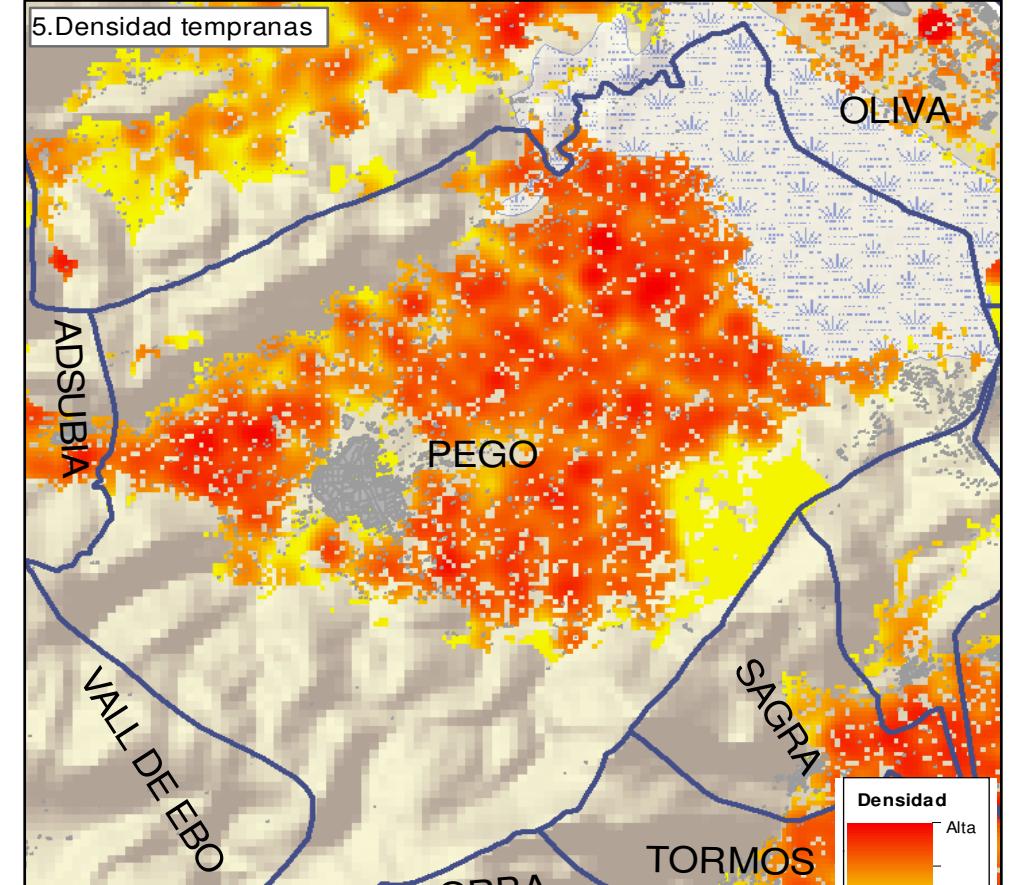 5.Densidad tempranas
OLIVA
ADSUBIA
PEGO
VALL DE EBO
SAGRA
Densidad
Alta
TORMOS